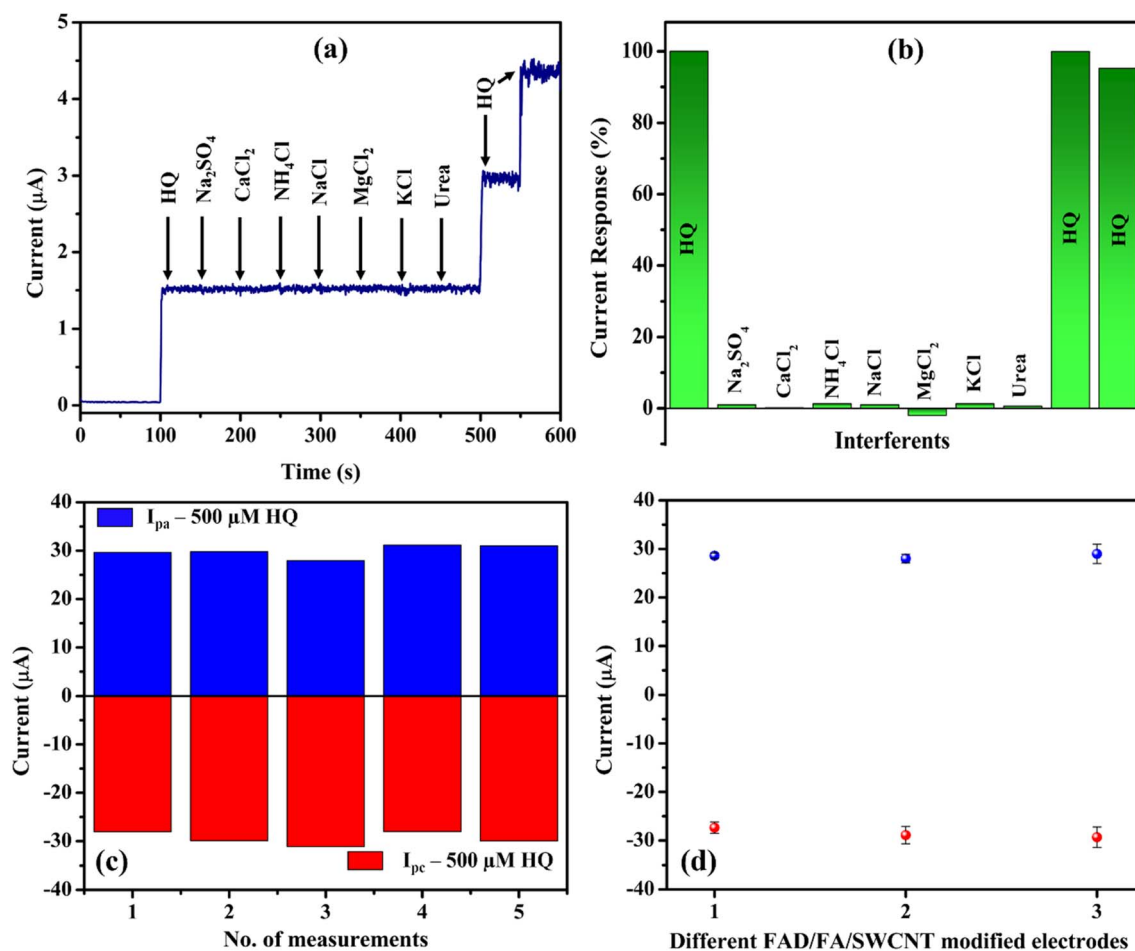 (a)
5
4
3
2
1
0
Current (µA)
HQ
Na₂SO₄
CaCl₂
NH₄Cl
NaCl
MgCl₂
KCl
Urea
HQ
0 100 200 300 400 500 600
Time (s)
(b)
100
80
60
40
20
0
Current Response (%)
HQ
Na₂SO₄
CaCl₂
NH₄Cl
NaCl
MgCl₂
KCl
Urea
HQ
HQ
Interferents
40
30
20
10
0
-10
-20
-30
-40
Current (µA)
Iₚₐ – 500 µM HQ
(c)
Iₚc – 500 µM HQ
1 2 3 4 5
No. of measurements
40
30
20
10
0
-10
-20
-30
-40
Current (µA)
(d)
1 2 3
Different FAD/FA/SWCNT modified electrodes